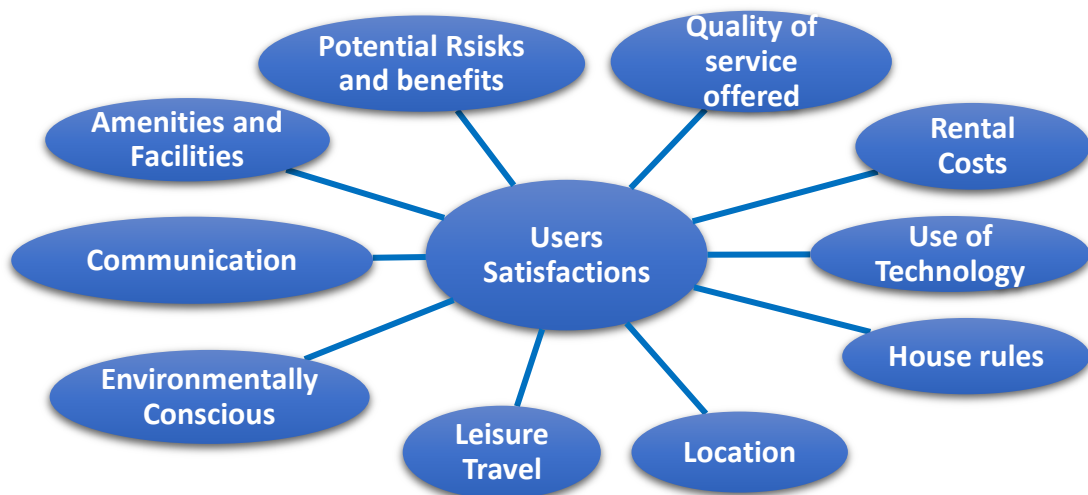 Potential Rsisks
and benefits
Quality of
service
offered
Amenities and
Facilities
Rental
Costs
Communication
Users
Satisfactions
Use of
Technology
Environmentally
Conscious
House rules
Leisure
Travel
Location